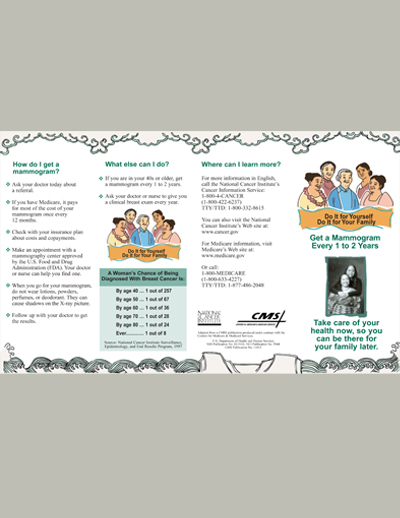 How do I get a
mammogram?
Ask your doctor today about
a referral.
If you have Medicare, it pays
for most of the cost of your
mammogram once every
12 months.
Check with your insurance plan
about costs and copayments.
Make an appointment with a
mammography center approved
by the U.S. Food and Drug
Administration (FDA). Your doctor
or nurse can help you find one.
When you go for your mammogram,
do not wear lotions, powders,
perfumes, or deodorant. They can
cause shadows on the X-ray picture.
Follow up with your doctor to get
the results.
What else can I do?
If you are in your 40s or older, get
a mammogram every 1 to 2 years.
Ask your doctor or nurse to give you
a clinical breast exam every year.
Do it for Yourself
Do it for Your Family
A Woman's Chance of Being
Diagnosed With Breast Cancer Is:
By age 40 ... 1 out of 257
By age 50 ... 1 out of 67
By age 60 ... 1 out of 36
By age 70 ... 1 out of 28
By age 80 ... 1 out of 24
Ever ............ 1 out of 8
Source: National Cancer Institute Surveillance,
Epidemiology, and End Results Program, 1997
Where can I learn more?
For more information in English,
call the National Cancer Institute's
Cancer Information Service:
1-800-4-CANCER
(1-800-422-6237)
TTY/TTD: 1-800-332-8615
You can also visit the National
Cancer Institute's Web site at:
www.cancer.gov
For Medicare information, visit
Medicare's Web site at:
www.medicare.gov
Or call:
1-800-MEDICARE
(1-800-633-4227)
TTY/TTD: 1-877-486-2048
NATIONAL
CANCER
INSTITUTE
CMS
U.S. Department of Health and Human Services
Do it for Yourself
Do it for Your Family
Get a Mammogram
Every 1 to 2 Years
Take care of your
health now, so you
can be there for
your family later.